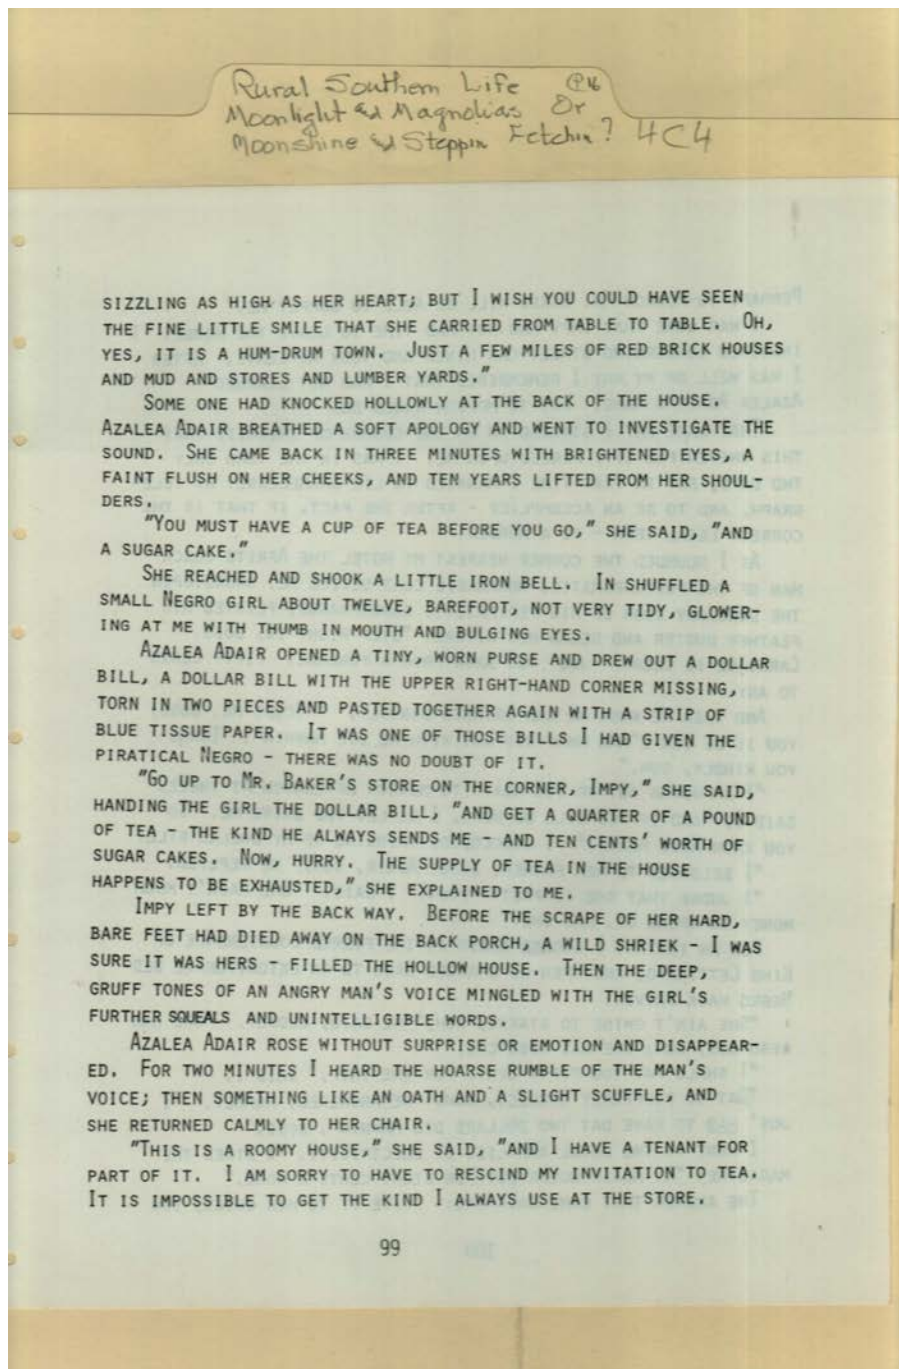 Rural Southern Life
Moonlight & Magnolias Or
Moonshine & Steppin Fetchin? 4C4
SIZZLING AS HIGH AS HER HEART; BUT I WISH YOU COULD HAVE SEEN
THE FINE LITTLE SMILE THAT SHE CARRIED FROM TABLE TO TABLE. OH,
YES, IT IS A HUM-DRUM TOWN. JUST A FEW MILES OF RED BRICK HOUSES
AND MUD AND STORES AND LUMBER YARDS."
SOME ONE HAD KNOCKED HOLLOWLY AT THE BACK OF THE HOUSE.
AZALEA ADAIR BREATHED A SOFT APOLOGY AND WENT TO INVESTIGATE THE
SOUND. SHE CAME BACK IN THREE MINUTES WITH BRIGHTENED EYES, A
FAINT FLUSH ON HER CHEEKS, AND TEN YEARS LIFTED FROM HER SHOUL-
DERS.
"YOU MUST HAVE A CUP OF TEA BEFORE YOU GO," SHE SAID, "AND
A SUGAR CAKE."
SHE REACHED AND SHOOK A LITTLE IRON BELL. IN SHUFFLED A
SMALL NEGRO GIRL ABOUT TWELVE, BAREFOOT, NOT VERY TIDY, GLOWER-
ING AT ME WITH THUMB IN MOUTH AND BULGING EYES.
AZALEA ADAIR OPENED A TINY, WORN PURSE AND DREW OUT A DOLLAR
BILL, A DOLLAR BILL WITH THE UPPER RIGHT-HAND CORNER MISSING,
TORN IN TWO PIECES AND PASTED TOGETHER AGAIN WITH A STRIP OF
BLUE TISSUE PAPER. IT WAS ONE OF THOSE BILLS I HAD GIVEN THE
PIRATICAL NEGRO - THERE WAS NO DOUBT OF IT.
"GO UP TO MR. BAKER'S STORE ON THE CORNER, IMPY," SHE SAID,
HANDING THE GIRL THE DOLLAR BILL, "AND GET A QUARTER OF A POUND
OF TEA - THE KIND HE ALWAYS SENDS ME - AND TEN CENTS' WORTH OF
SUGAR CAKES. NOW, HURRY. THE SUPPLY OF TEA IN THE HOUSE
HAPPENS TO BE EXHAUSTED," SHE EXPLAINED TO ME.
IMPY LEFT BY THE BACK WAY. BEFORE THE SCRAPE OF HER HARD,
BARE FEET HAD DIED AWAY ON THE BACK PORCH, A WILD SHRIEK - I WAS
SURE IT WAS HERS - FILLED THE HOLLOW HOUSE. THEN THE DEEP,
GRUFF TONES OF AN ANGRY MAN'S VOICE MINGLED WITH THE GIRL'S
FURTHER SQUEALS AND UNINTELLIGIBLE WORDS.
AZALEA ADAIR ROSE WITHOUT SURPRISE OR EMOTION AND DISAPPEAR-
ED. FOR TWO MINUTES I HEARD THE HOARSE RUMBLE OF THE MAN'S
VOICE; THEN SOMETHING LIKE AN OATH AND A SLIGHT SCUFFLE, AND
SHE RETURNED CALMLY TO HER CHAIR.
"THIS IS A ROOMY HOUSE," SHE SAID, "AND I HAVE A TENANT FOR
PART OF IT. I AM SORRY TO HAVE TO RESCIND MY INVITATION TO TEA.
IT IS IMPOSSIBLE TO GET THE KIND I ALWAYS USE AT THE STORE.
99